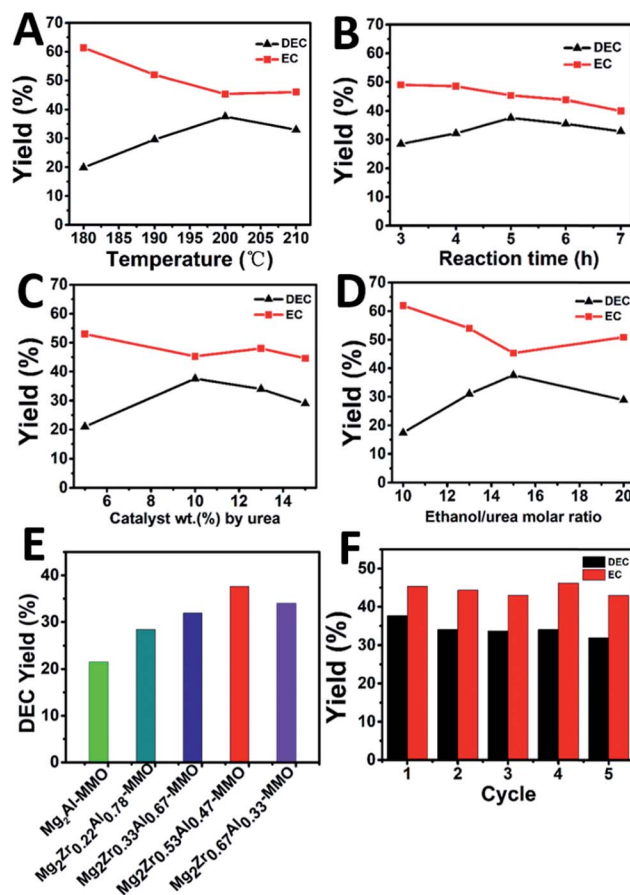 A
DEC
EC
Yield (%)
70
60
50
40
30
20
10
0
180 185 190 195 200 205 210
Temperature (℃)
B
DEC
EC
Yield (%)
70
60
50
40
30
20
10
0
3 4 5 6 7
Reaction time (h)
C
DEC
EC
Yield (%)
70
60
50
40
30
20
10
0
6 8 10 12 14
Catalyst wt.(%) by urea
D
DEC
EC
Yield (%)
70
60
50
40
30
20
10
0
10 12 14 16 18 20
Ethanol/urea molar ratio
E
DEC Yield (%)
40
30
20
10
0
Mg2Al-MMO
Mg2Zr0.22Al0.78-MMO
Mg2Zr0.33Al0.67-MMO
Mg2Zr0.53Al0.47-MMO
Mg2Zr0.67Al0.33-MMO
F
DEC
EC
Yield (%)
50
40
30
20
10
0
1 2 3 4 5
Cycle